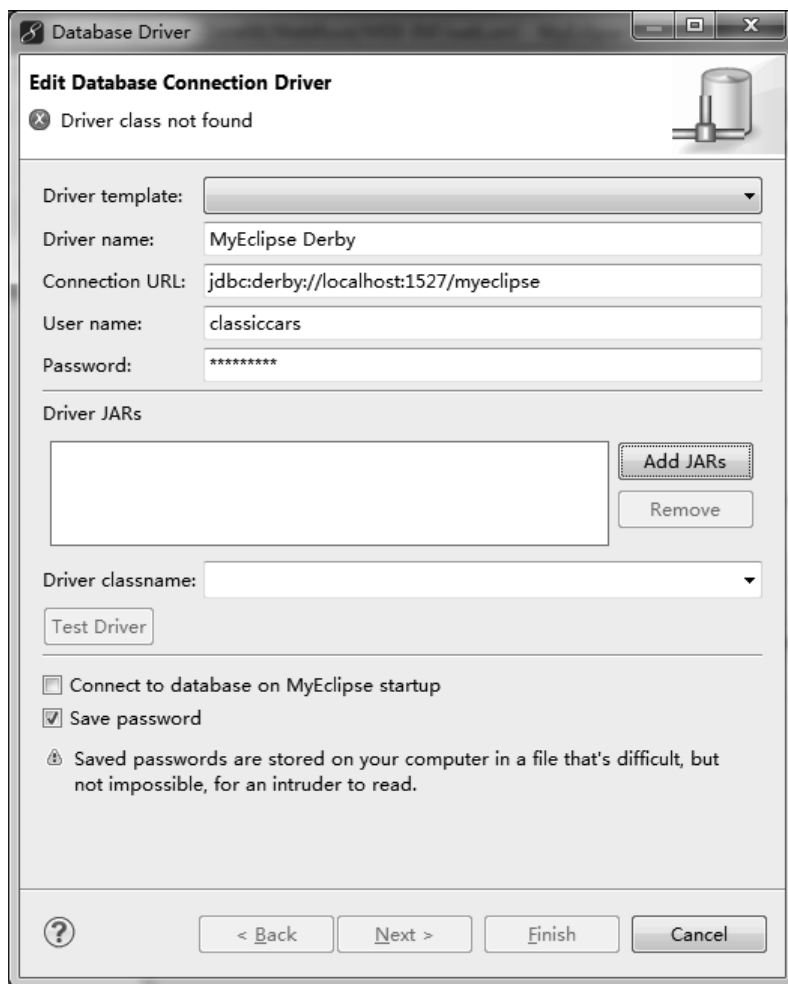 Database Driver
Edit Database Connection Driver
Driver class not found
Driver template:
Driver name: MyEclipse Derby
Connection URL: jdbc:derby://localhost:1527/myeclipse
User name: classiccars
Password: *********
Driver JARs
Add JARs
Remove
Driver classname:
Test Driver
Connect to database on MyEclipse startup
Save password
Saved passwords are stored on your computer in a file that's difficult, but
not impossible, for an intruder to read.
< Back Next > Finish Cancel